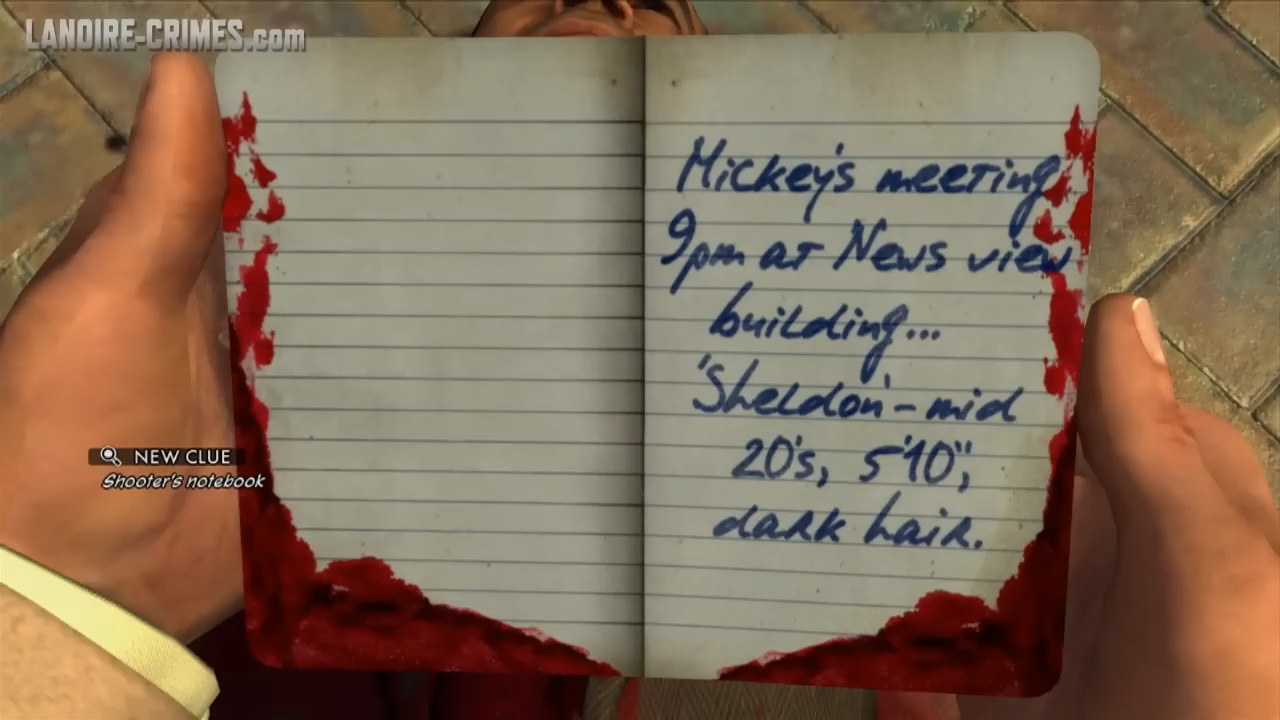 LANOIRE-CRIMES.com
Mickey's meeting
9pm at News view
building...
'Sheldon' - mid
20's, 5'10",
dark hair.
NEW CLUE
Shooter's notebook